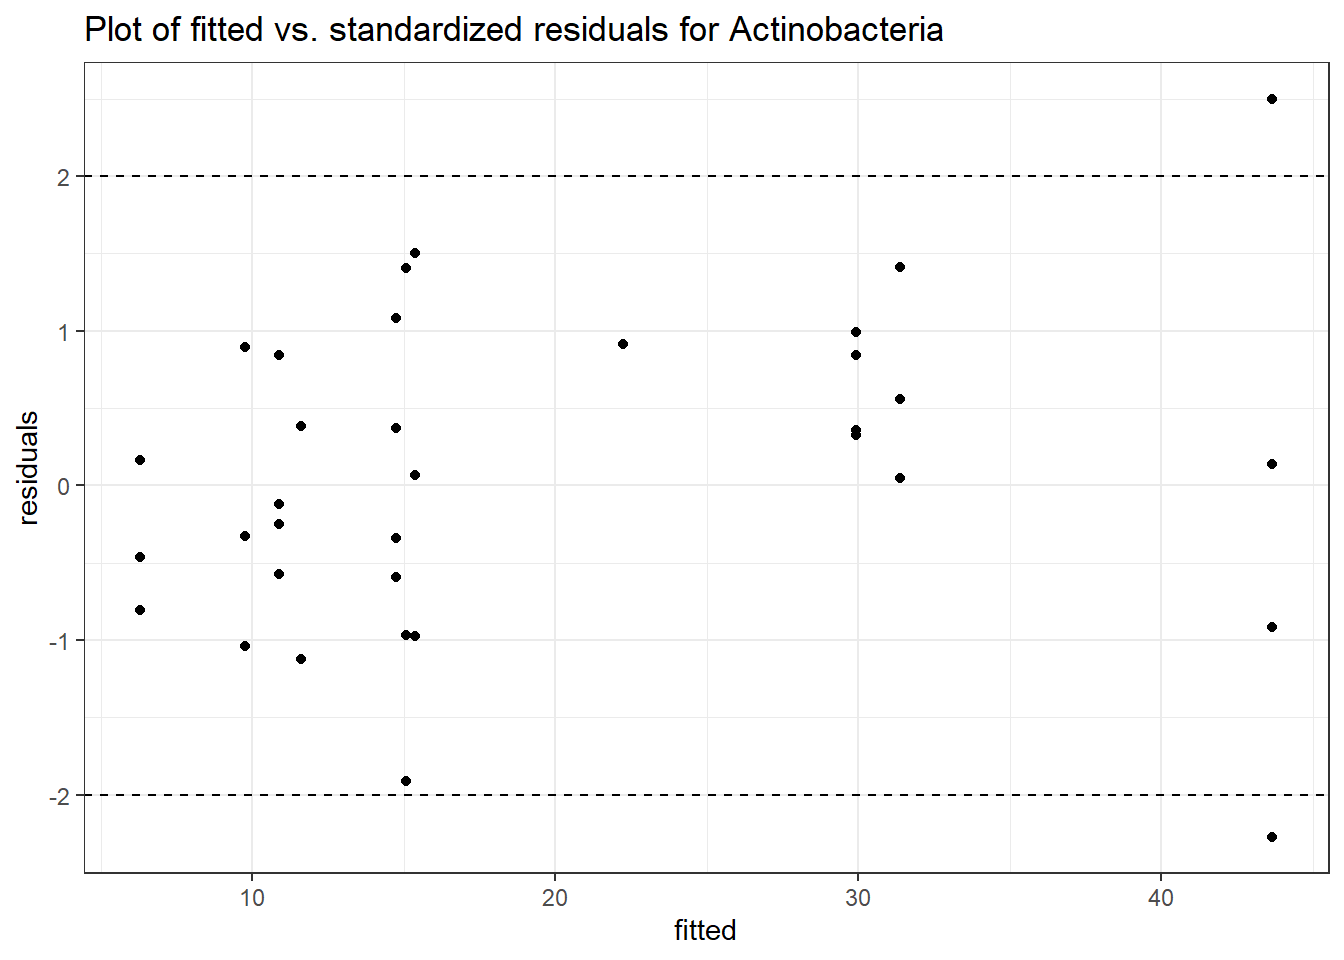 Plot of fitted vs. standardized residuals for Actinobacteria
2
1
0
-1
-2
residuals
10 20 30 40
fitted